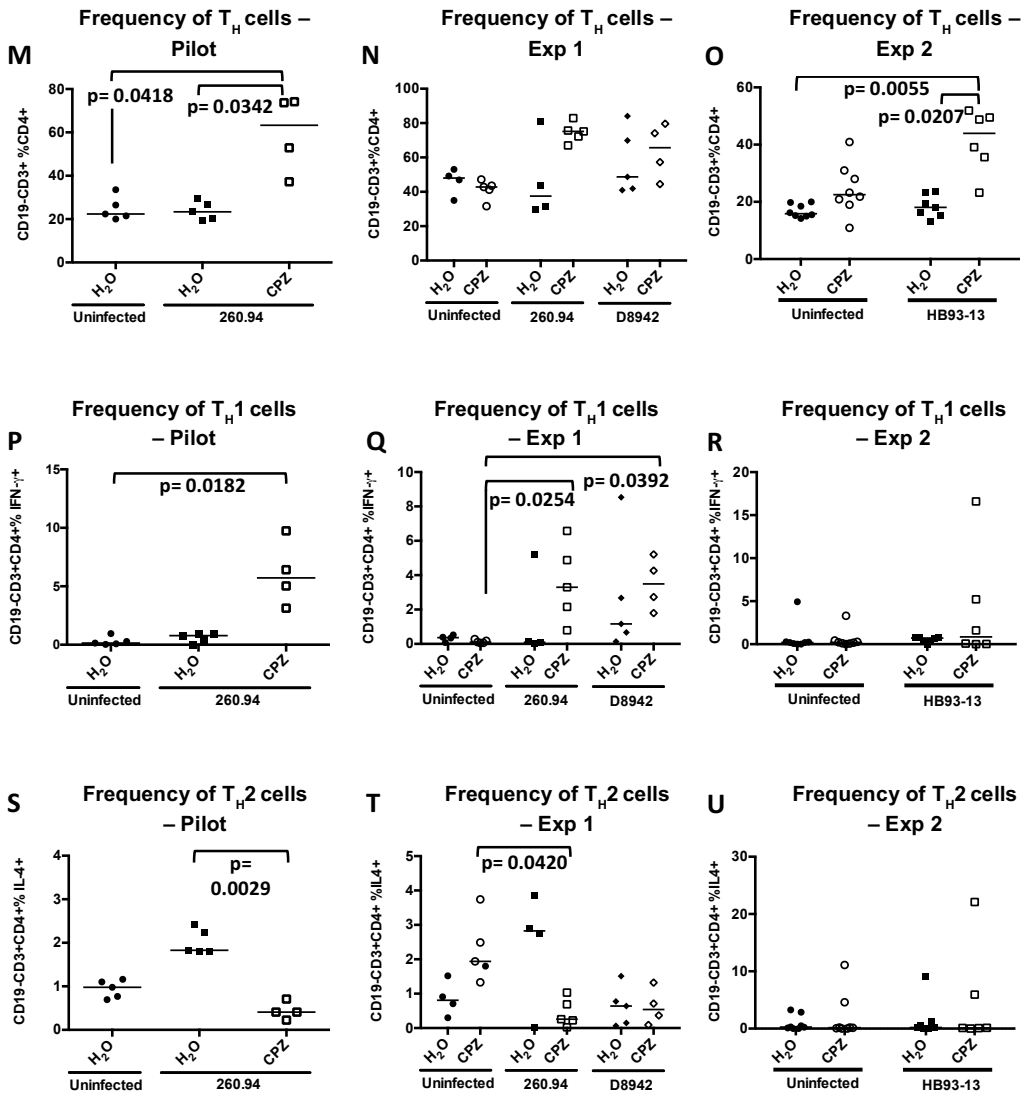 M
Frequency of TH cells –
Pilot
CD19-CD3+ %CD4+
80
60
40
20
0
p= 0.0418
p= 0.0342
H2O
H2O
CPZ
Uninfected
260.94
N
Frequency of TH cells –
Exp 1
CD19-CD3+%CD4+
100
80
60
40
20
0
H2O
CPZ
H2O
CPZ
H2O
CPZ
Uninfected
260.94
D8942
O
Frequency of TH cells –
Exp 2
CD19-CD3+%CD4+
60
40
20
0
p= 0.0055
p= 0.0207
H2O
CPZ
H2O
CPZ
Uninfected
HB93-13
P
Frequency of TH1 cells
– Pilot
CD19-CD3+CD4+% IFN-γ+
15
10
5
0
p= 0.0182
H2O
H2O
CPZ
Uninfected
260.94
Q
Frequency of TH1 cells
– Exp 1
CD19-CD3+CD4+ %IFN-γ+
10
8
6
4
2
0
p= 0.0392
p= 0.0254
H2O
CPZ
H2O
CPZ
H2O
CPZ
Uninfected
260.94
D8942
R
Frequency of TH1 cells
– Exp 2
CD19-CD3+CD4+ %IFN-γ+
20
15
10
5
0
H2O
CPZ
H2O
CPZ
Uninfected
HB93-13
S
Frequency of TH2 cells
– Pilot
CD19-CD3+CD4+% IL-4+
4
3
2
1
0
p=
0.0029
H2O
H2O
CPZ
Uninfected
260.94
T
Frequency of TH2 cells
– Exp 1
CD19-CD3+CD4+ %IL4+
5
4
3
2
1
0
p= 0.0420
H2O
CPZ
H2O
CPZ
H2O
CPZ
Uninfected
260.94
D8942
U
Frequency of TH2 cells
– Exp 2
CD19-CD3+CD4+ %IL4+
30
20
10
0
H2O
CPZ
H2O
CPZ
Uninfected
HB93-13